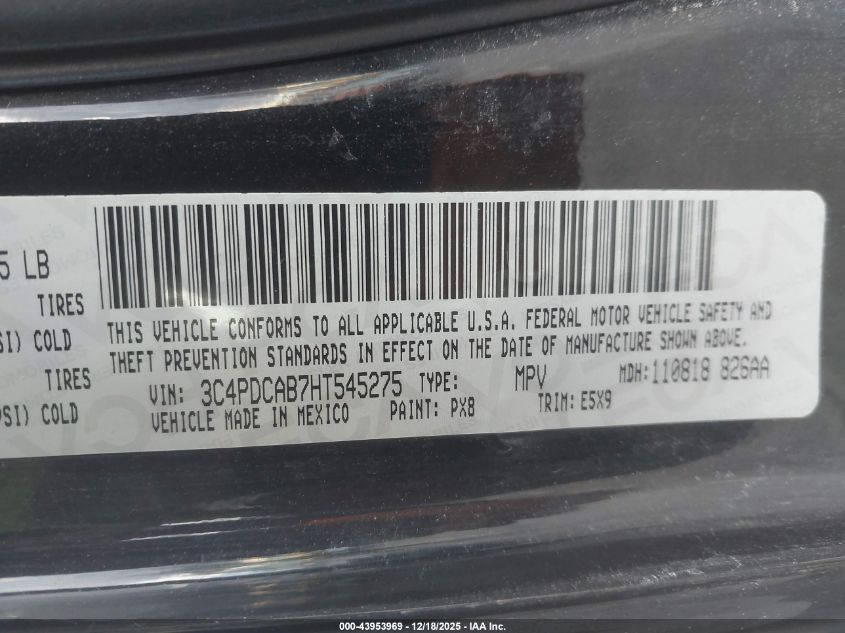 5 LB
TIRES
SI) COLD
TIRES
PSI) COLD
THIS VEHICLE CONFORMS TO ALL APPLICABLE U.S.A. FEDERAL MOTOR VEHICLE SAFETY AND
THEFT PREVENTION STANDARDS IN EFFECT ON THE DATE OF MANUFACTURE SHOWN ABOVE.
VIN: 3C4PDCAB7HT545275 TYPE: MPV MDH:110818 826AA
VEHICLE MADE IN MEXICO PAINT: PX8 TRIM: E5X9
000-43953969 - 12/18/2025 - IAA Inc.